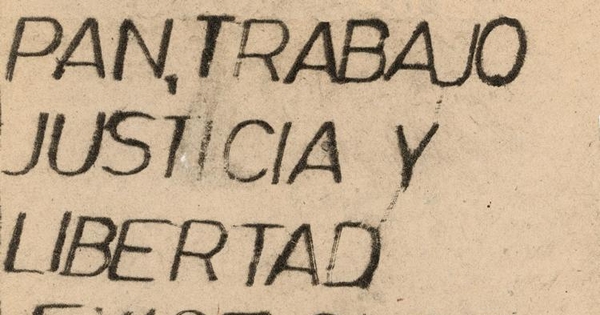 PAN, TRABAJO
JUSTICIA Y
LIBERTAD